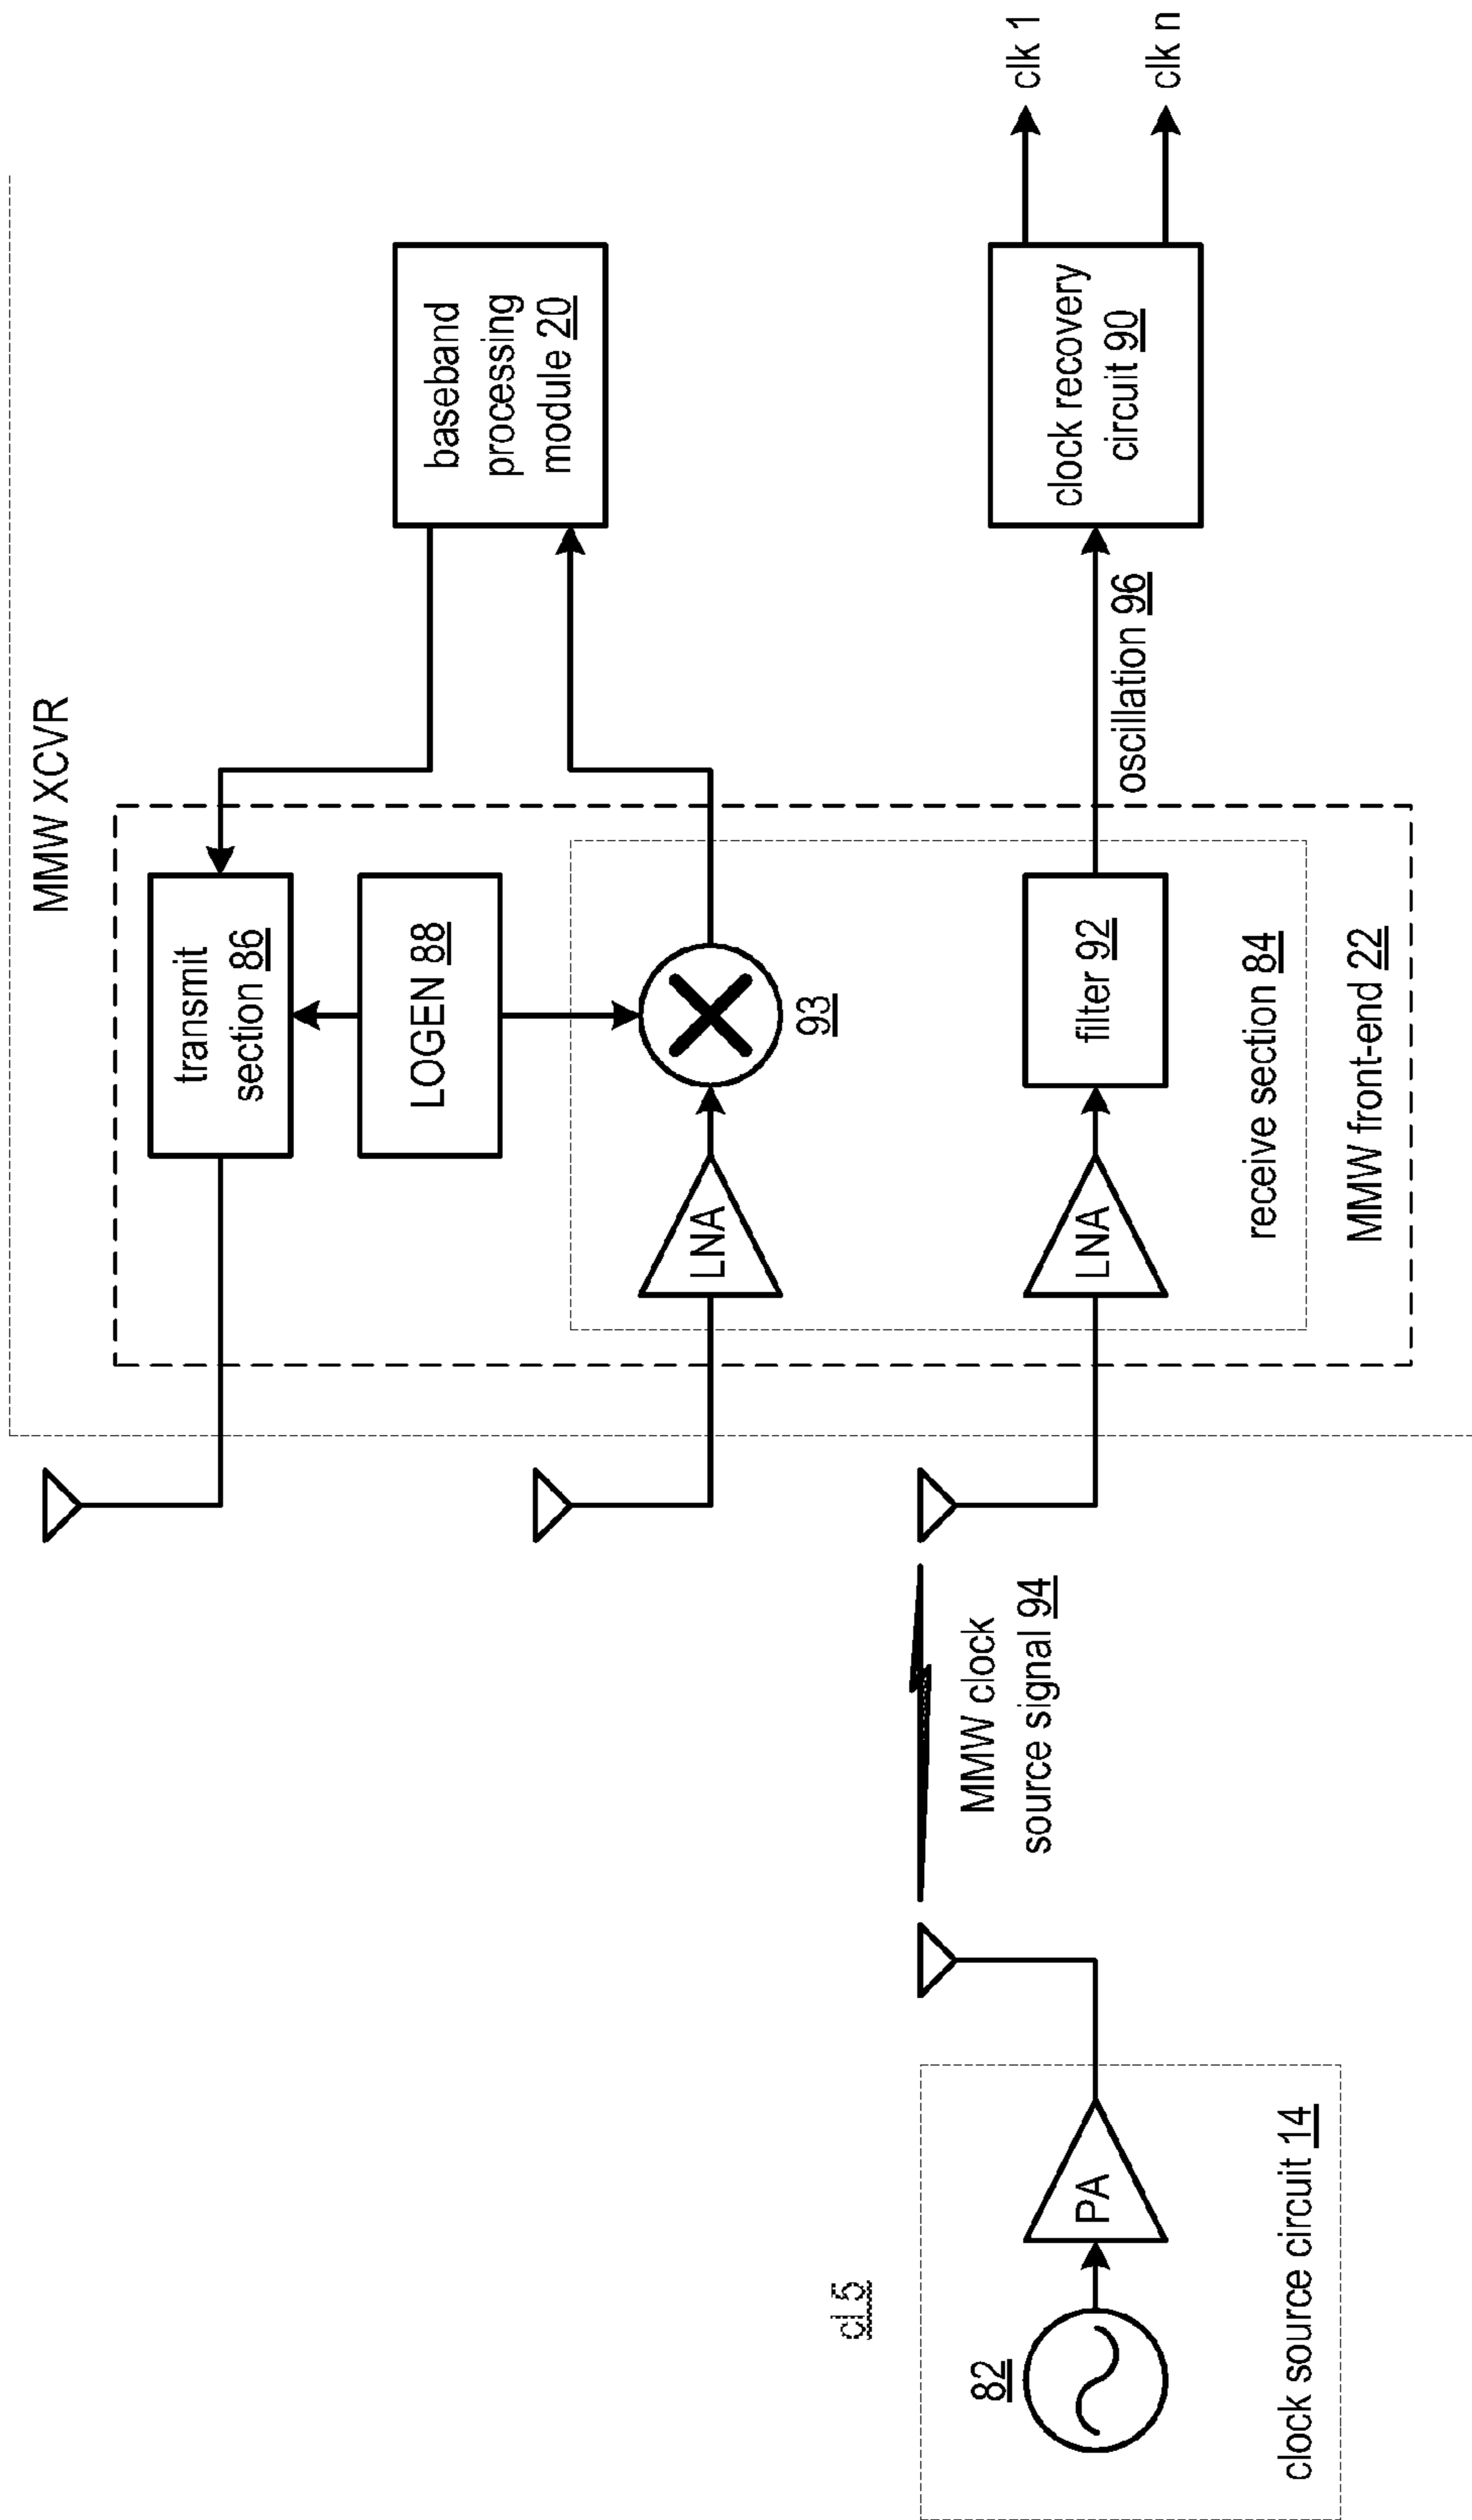 MMW XCVR
transmit
section 86
LOGEN 88
baseband
processing
module 20
LNA
93
LNA
filter 92
receive section 84
MMW front-end 22
oscillation 96
clock recovery
circuit 90
clk 1
clk n
MMW clock
source signal 94
cl 5
82
PA
clock source circuit 14